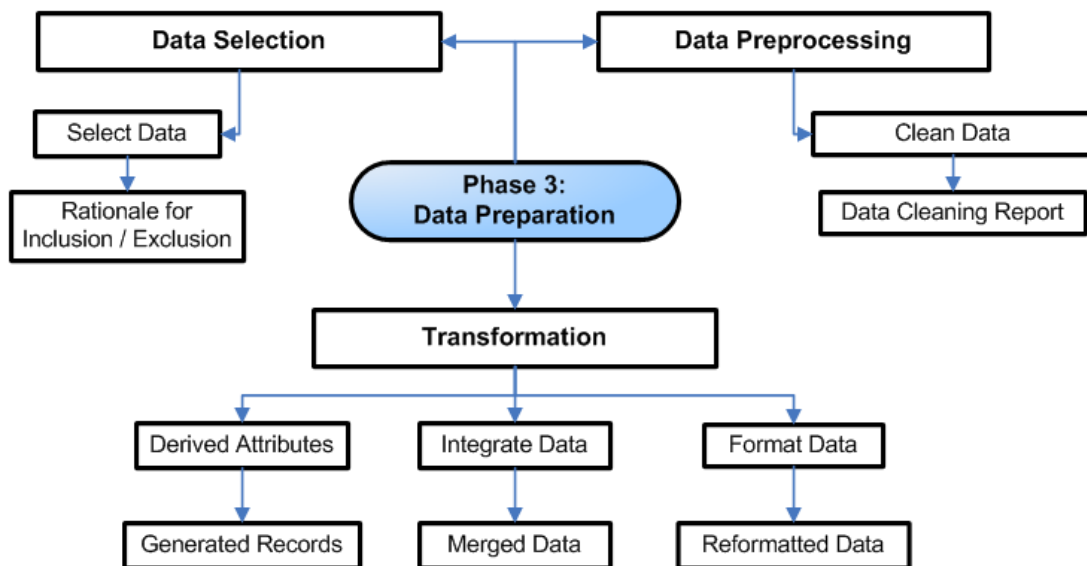 Data Selection
Data Preprocessing
Select Data
Clean Data
Rationale for
Inclusion / Exclusion
Phase 3:
Data Preparation
Data Cleaning Report
Transformation
Derived Attributes
Integrate Data
Format Data
Generated Records
Merged Data
Reformatted Data